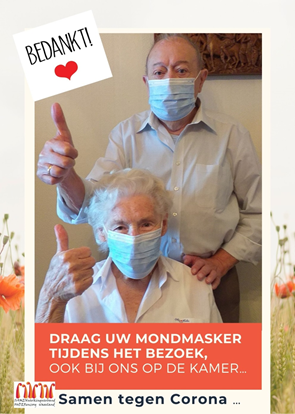 BEDANKT!
DRAAG UW MONDMASKER
TIJDENS HET BEZOEK,
OOK BIJ ONS OP DE KAMER...
Samen tegen Corona ...